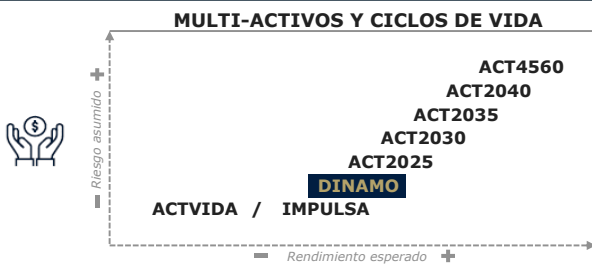 MULTI-ACTIVOS Y CICLOS DE VIDA
ACT4560
ACT2040
ACT2035
ACT2030
ACT2025
DINAMO
ACTVIDA / IMPULSA
Riesgo asumido
Rendimiento esperado
$